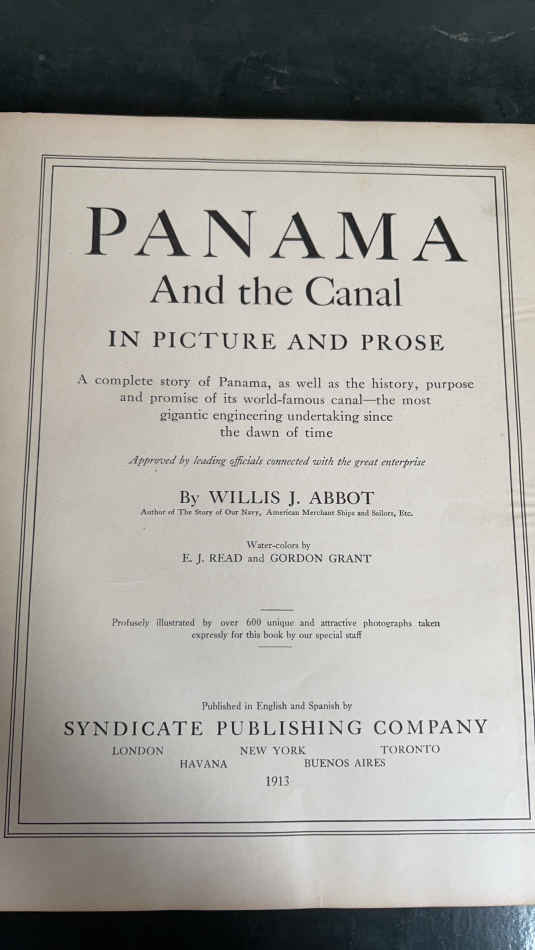 PANAMA
And the Canal
IN PICTURE AND PROSE
A complete story of Panama, as well as the history, purpose
and promise of its world-famous canal—the most
gigantic engineering undertaking since
the dawn of time
Approved by leading officials connected with the great enterprise
By WILLIS J. ABBOT
Author of The Story of Our Navy, American Merchant Ships and Sailors, Etc.
Water-colors by
E. J. READ and GORDON GRANT
Profusely illustrated by over 600 unique and attractive photographs taken
expressly for this book by our special staff
Published in English and Spanish by
SYNDICATE PUBLISHING COMPANY
LONDON NEW YORK TORONTO
HAVANA BUENOS AIRES
1913